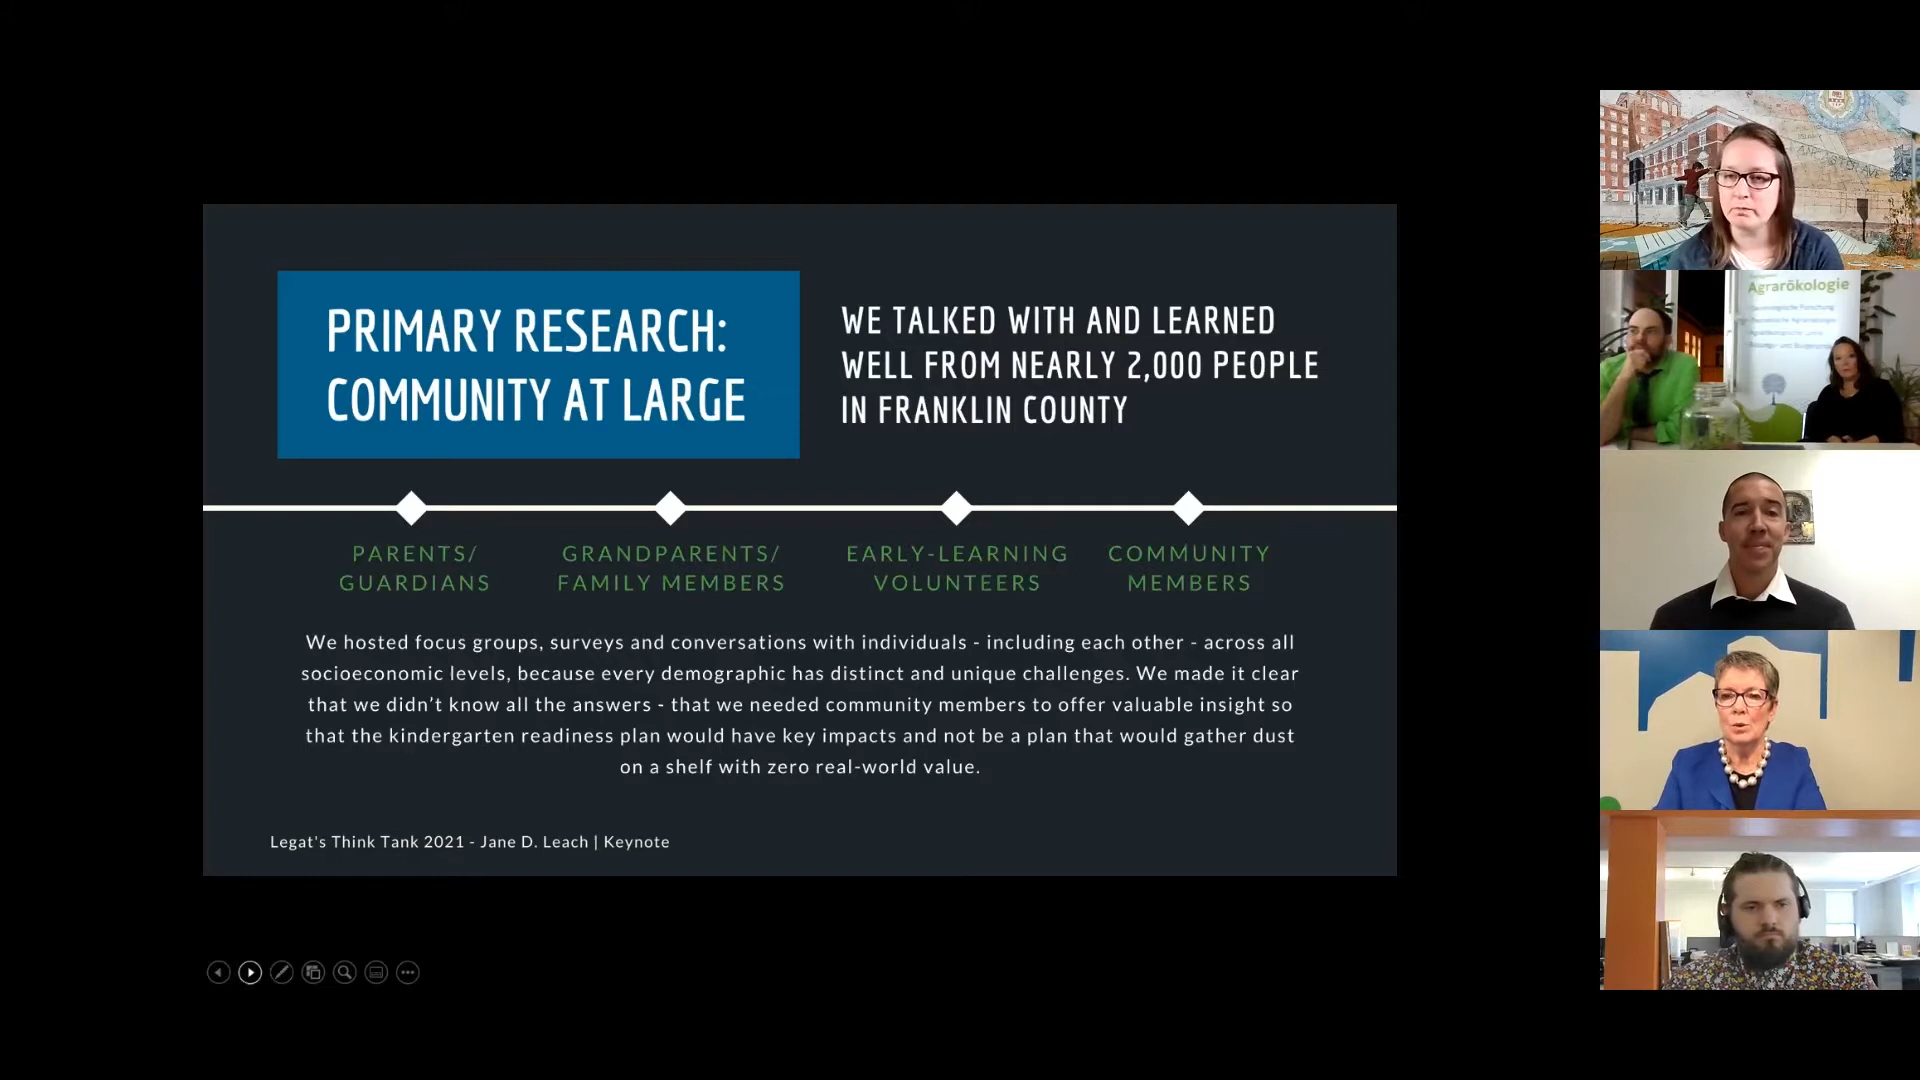 PRIMARY RESEARCH:
COMMUNITY AT LARGE
WE TALKED WITH AND LEARNED
WELL FROM NEARLY 2,000 PEOPLE
IN FRANKLIN COUNTY
PARENTS/
GUARDIANS
GRANDPARENTS/
FAMILY MEMBERS
EARLY-LEARNING
VOLUNTEERS
COMMUNITY
MEMBERS
We hosted focus groups, surveys and conversations with individuals - including each other - across all
socioeconomic levels, because every demographic has distinct and unique challenges. We made it clear
that we didn’t know all the answers - that we needed community members to offer valuable insight so
that the kindergarten readiness plan would have key impacts and not be a plan that would gather dust
on a shelf with zero real-world value.
Legat's Think Tank 2021 - Jane D. Leach | Keynote
Agrarökologie